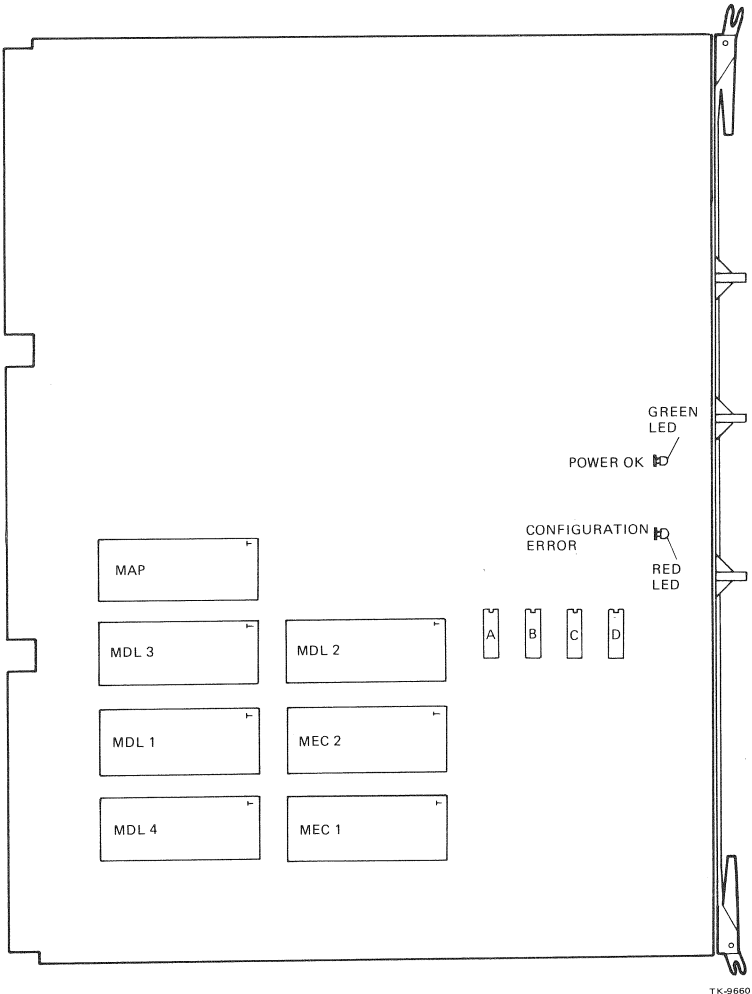 GREEN
LED
POWER OK
CONFIGURATION
ERROR
RED
LED
MAP
T
MDL 3
T
MDL 2
T
A
B
C
D
MDL 1
T
MEC 2
T
MDL 4
T
MEC 1
T
TK-9660